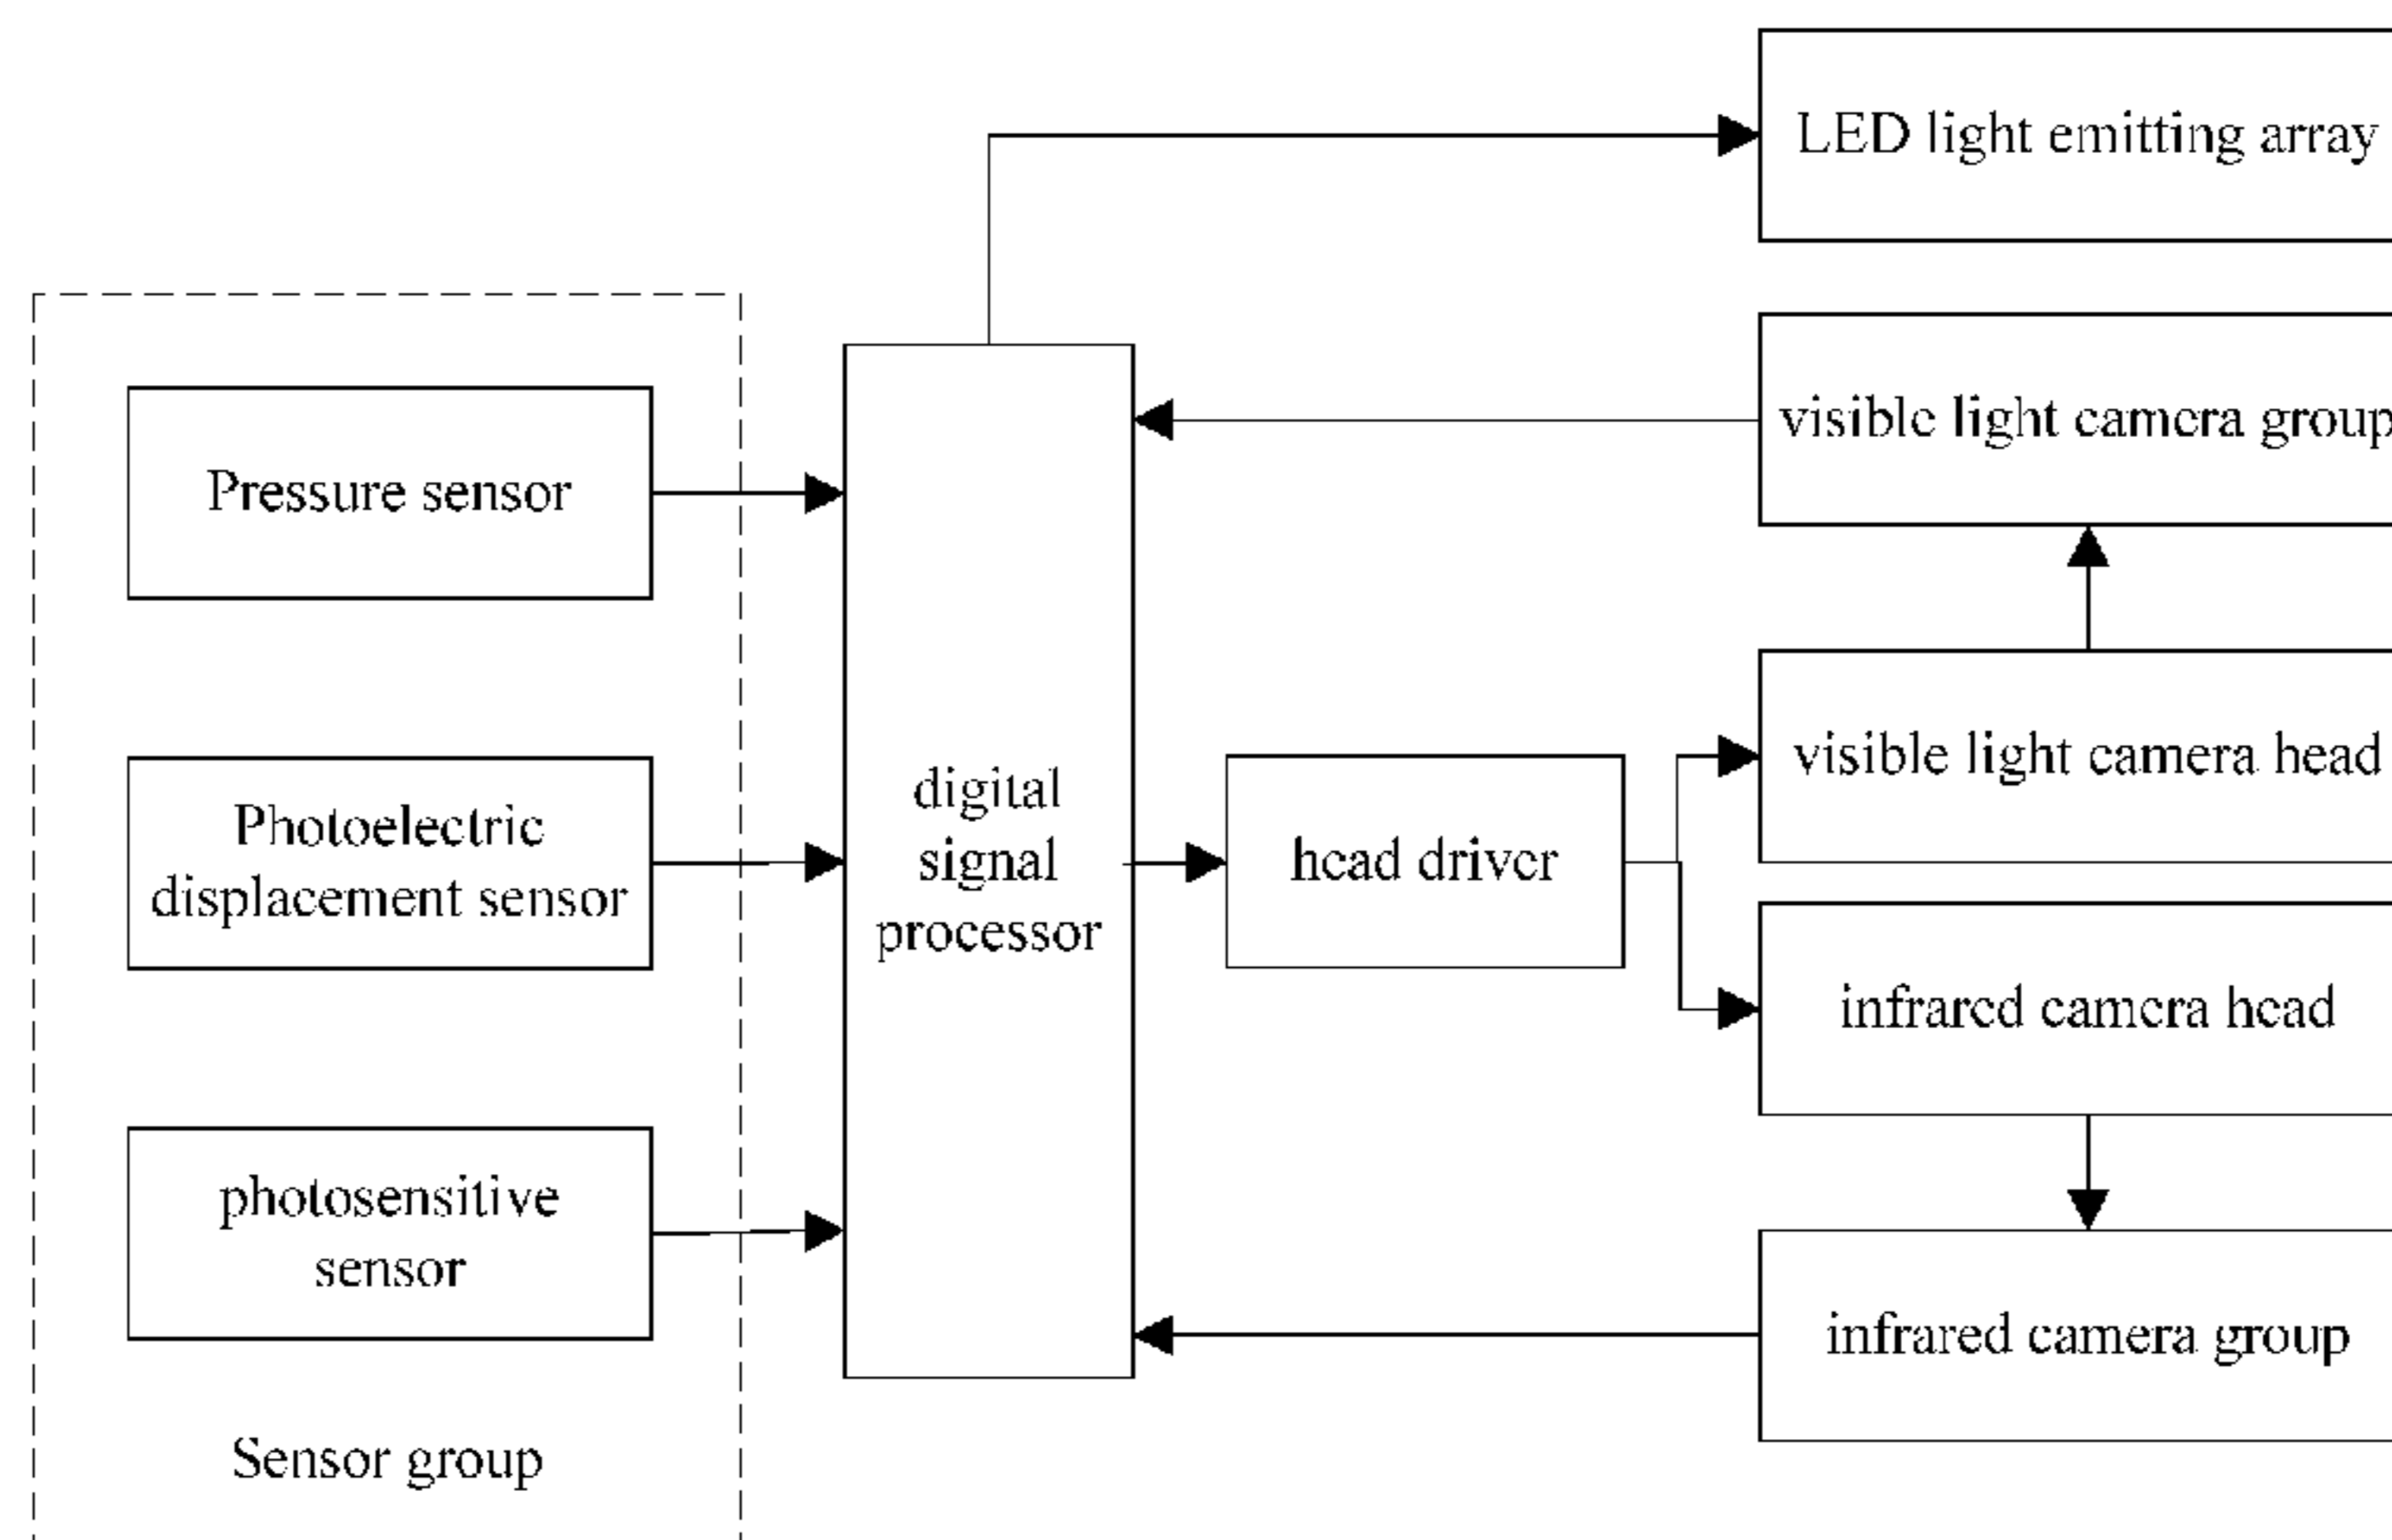 LED light emitting array
visible light camera group
Pressure sensor
visible light camera head
digital
signal
processor
Photoelectric
displacement sensor
head driver
infrared camera head
photosensitive
sensor
infrared camera group
Sensor group